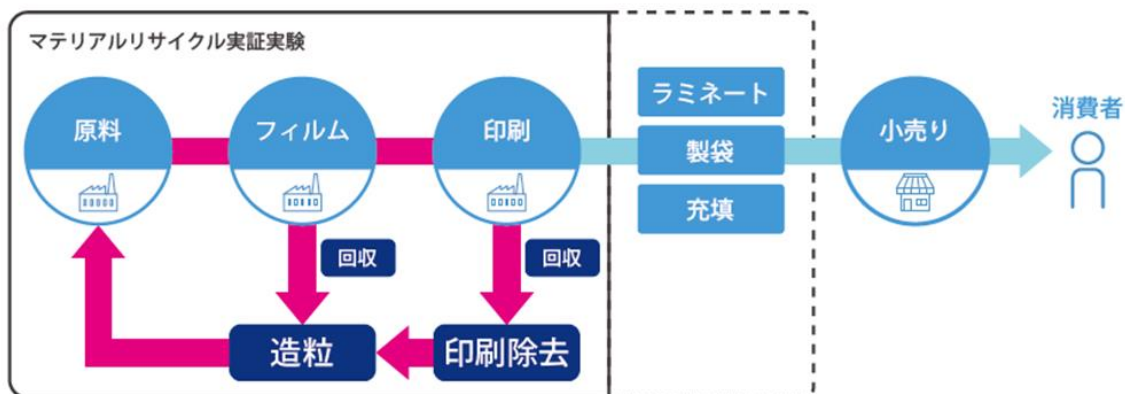 マテリアルリサイクル実証実験
原料
フィルム
印刷
ラミネート
製袋
充填
小売り
消費者
回収
回収
造粒
印刷除去